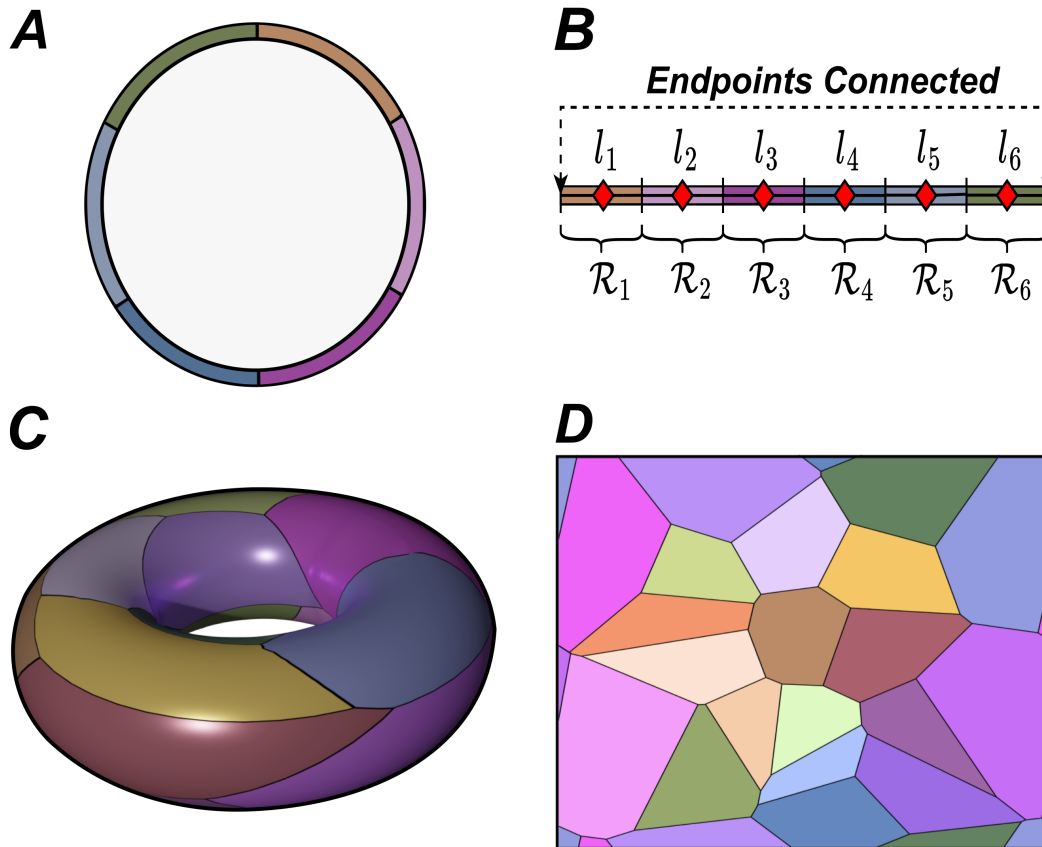 A
B
Endpoints Connected
l₁ l₂ l₃ l₄ l₅ l₆
ℛ₁ ℛ₂ ℛ₃ ℛ₄ ℛ₅ ℛ₆
C
D